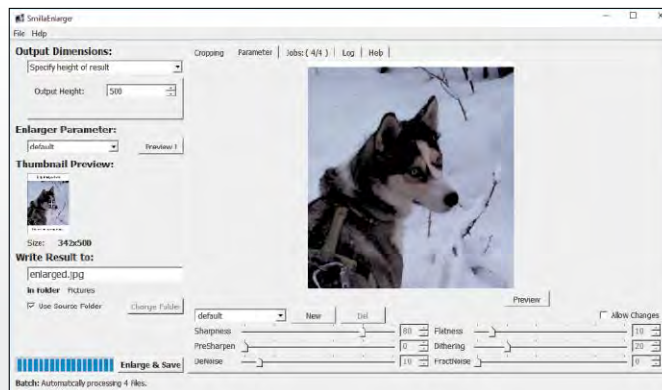 SmillaEnlarger
File Help
Output Dimensions:
Specify height of result
Output Height: 500
Enlarger Parameter:
default Preview !
Thumbnail Preview:
Size: 342x500
Write Result to:
enlarged.jpg
in folder Pictures
Use Source Folder Change Folder
Enlarge & Save
Batch: Automatically processing 4 files.
Cropping Parameter Jobs: ( 4/4 ) Log Help
Preview
default New Del Allow Changes
Sharpness 80 Flatness 10
PreSharpen 0 Dithering 20
DeNoise 10 FractNoise 0